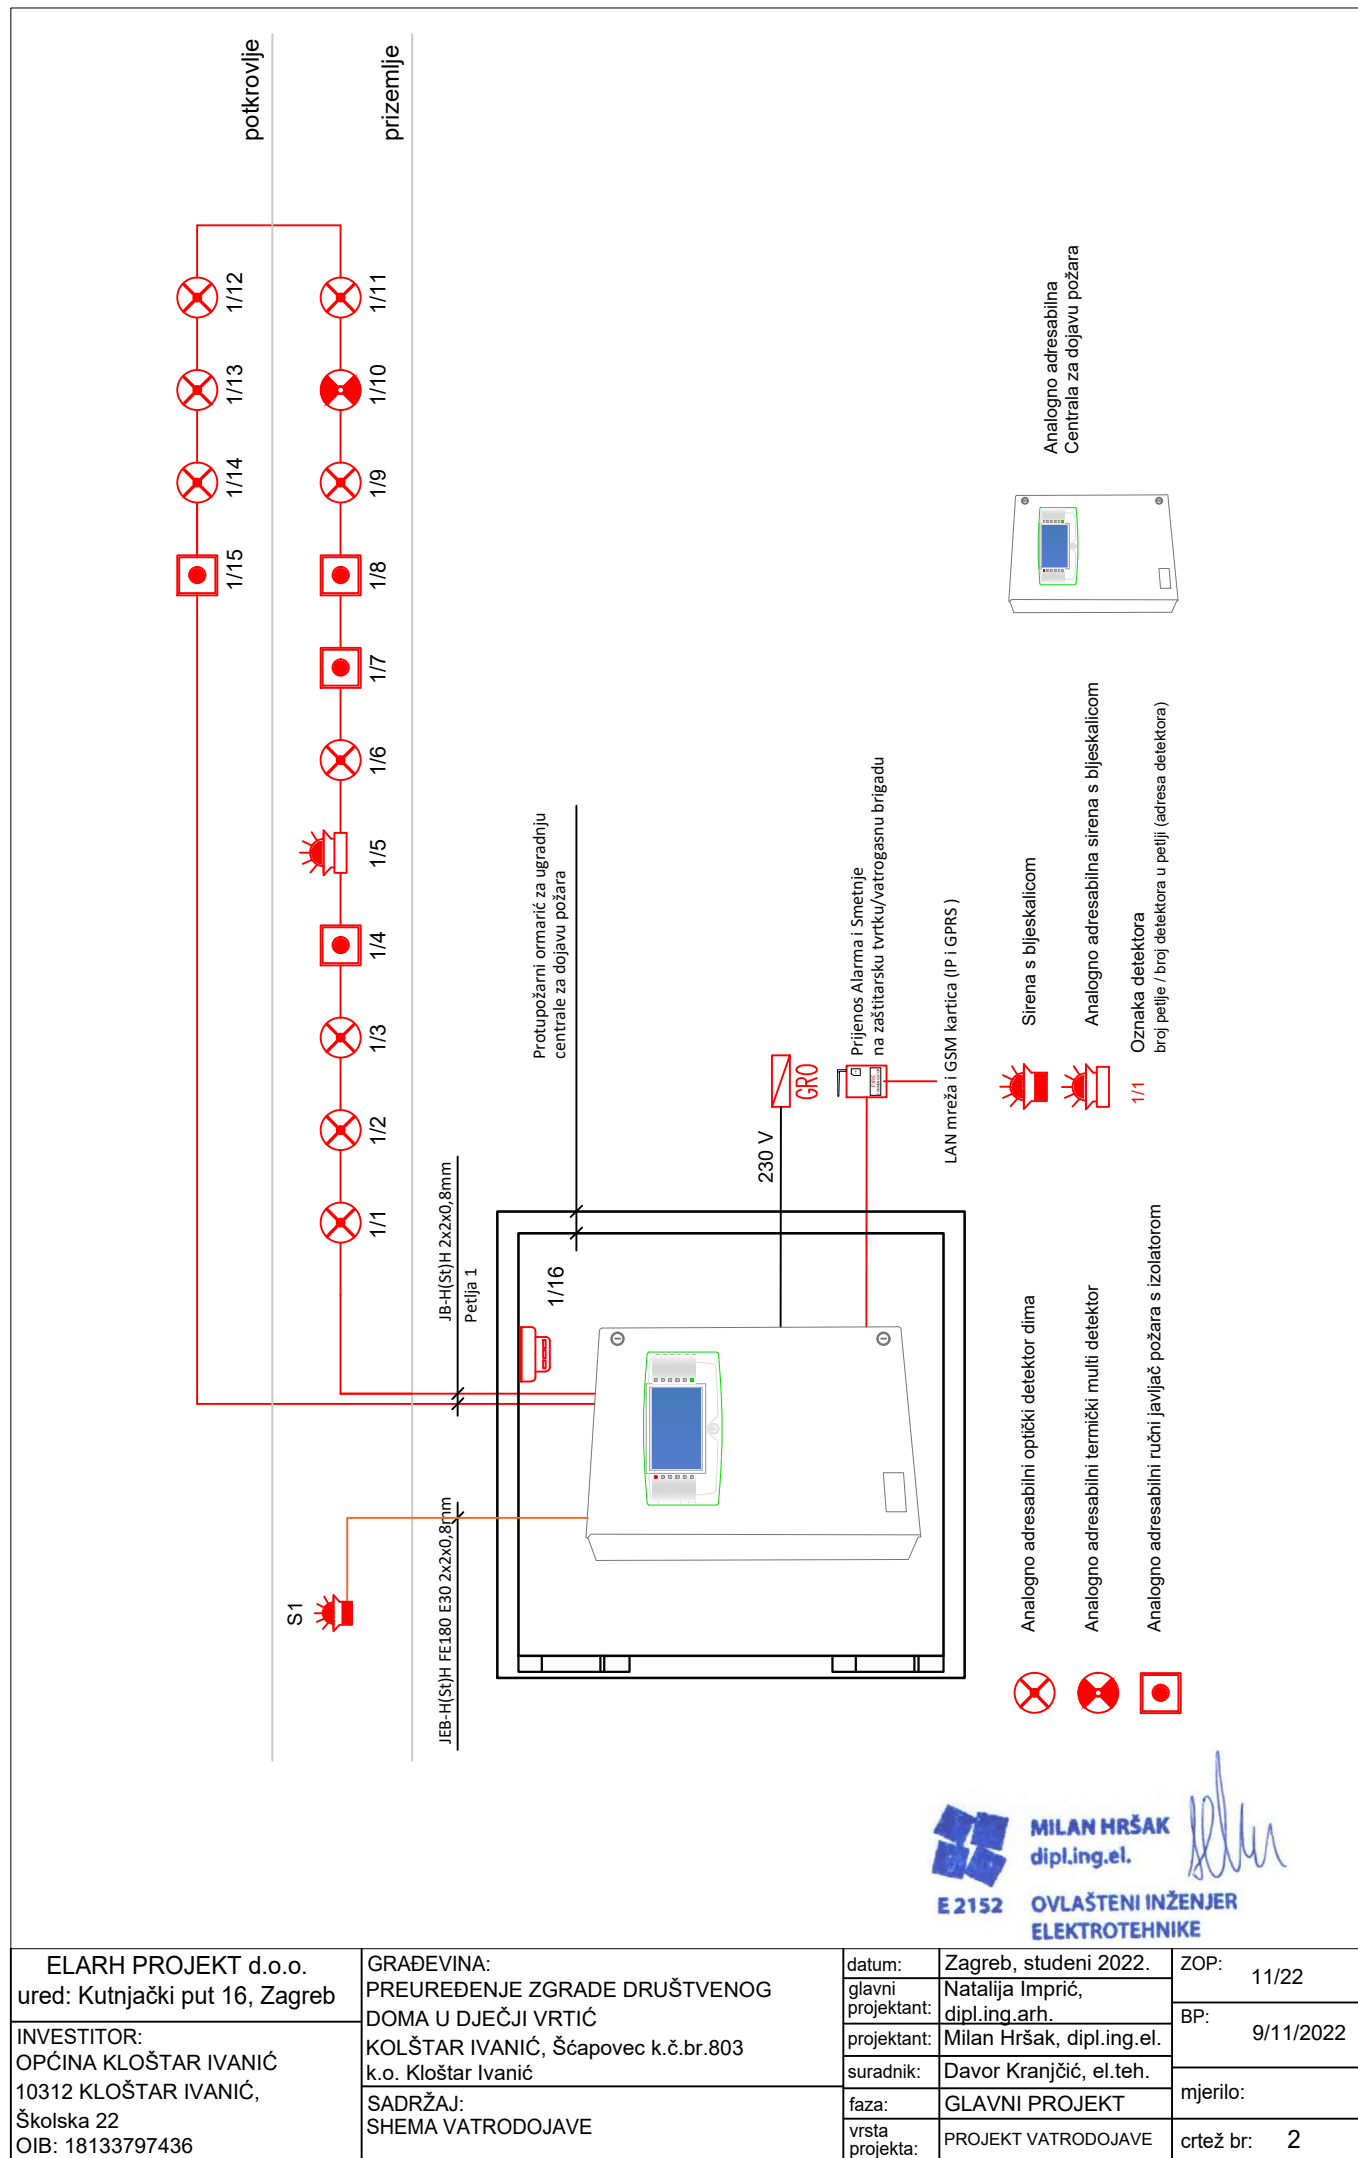 potkrovlje
prizemlje
1/12
1/13
1/14
1/15
1/11
1/10
1/9
1/8
1/7
1/6
1/5
1/4
1/3
1/2
1/1
JB-H(St)H 2x2x0,8mm
Petlja 1
S1
JEB-H(St)H FE180 E30 2x2x0,8mm
1/16
Protupožarni ormarić za ugradnju
centrale za dojavu požara
230 V
GRO
Prijenos Alarma i Smetnje
na zaštitarsku tvrtku/vatrogasnu brigadu
FIRE
LAN mreža i GSM kartica (IP i GPRS )
Analogno adresabilni optički detektor dima
Analogno adresabilni termički multi detektor
Analogno adresabilni ručni javljač požara s izolatorom
Sirena s bljeskalicom
Analogno adresabilna sirena s bljeskalicom
1/1
Oznaka detektora
broj petlje / broj detektora u petlji (adresa detektora)
Analogno adresabilna
Centrala za dojavu požara
MILAN HRŠAK
dipl.ing.el.
E 2152
OVLAŠTENI INŽENJER
ELEKTROTEHNIKE
ELARH PROJEKT d.o.o.
ured: Kutnjački put 16, Zagreb
INVESTITOR:
OPĆINA KLOŠTAR IVANIĆ
10312 KLOŠTAR IVANIĆ,
Školska 22
OIB: 18133797436
GRAĐEVINA:
PREUREĐENJE ZGRADE DRUŠTVENOG
DOMA U DJEČJI VRTIĆ
KOLŠTAR IVANIĆ, Šćapovec k.č.br.803
k.o. Kloštar Ivanić
SADRŽAJ:
SHEMA VATRODOJAVE
datum: Zagreb, studeni 2022.
glavni projektant: Natalija Imprić, dipl.ing.arh.
projektant: Milan Hršak, dipl.ing.el.
suradnik: Davor Kranjčić, el.teh.
faza: GLAVNI PROJEKT
vrsta projekta: PROJEKT VATRODOJAVE
ZOP: 11/22
BP: 9/11/2022
mjerilo:
crtež br: 2